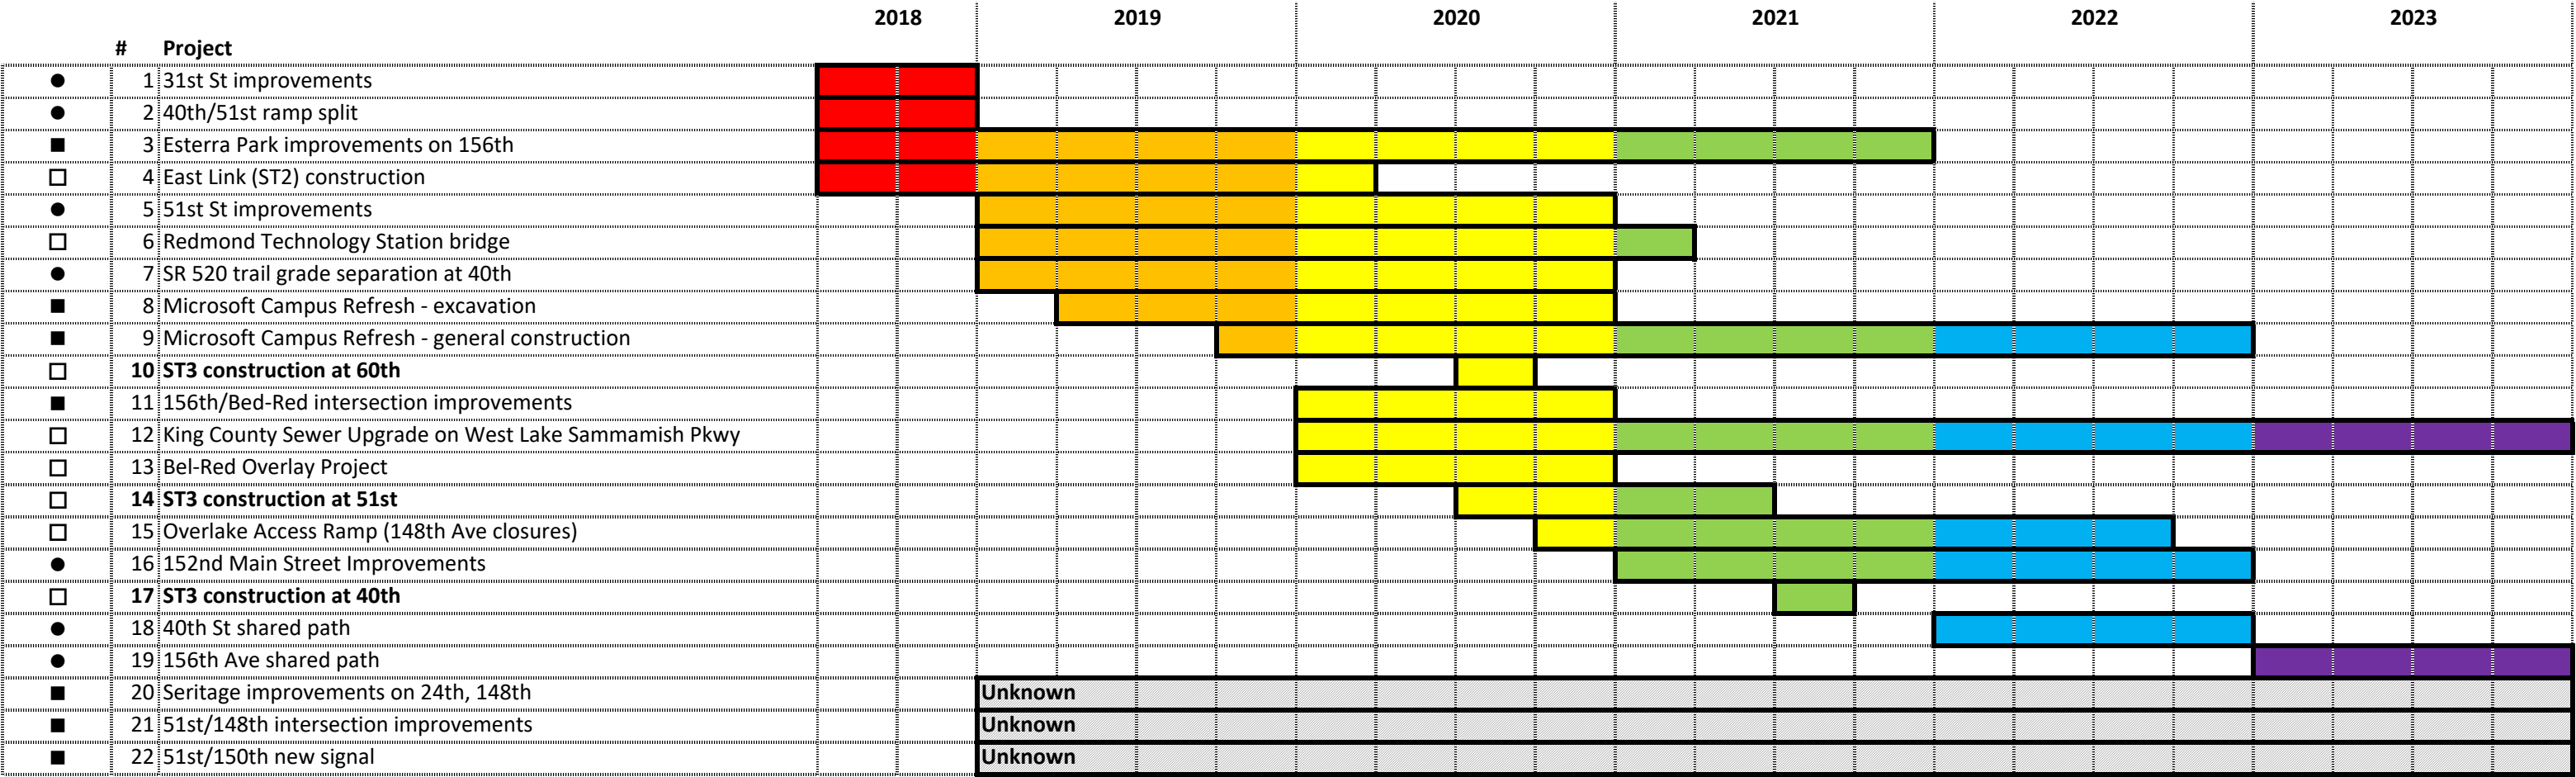 2018 2019 2020 2021 2022 2023
# Project
● 1 31st St improvements
● 2 40th/51st ramp split
■ 3 Esterra Park improvements on 156th
□ 4 East Link (ST2) construction
● 5 51st St improvements
□ 6 Redmond Technology Station bridge
● 7 SR 520 trail grade separation at 40th
■ 8 Microsoft Campus Refresh - excavation
■ 9 Microsoft Campus Refresh - general construction
□ 10 ST3 construction at 60th
■ 11 156th/Bed-Red intersection improvements
□ 12 King County Sewer Upgrade on West Lake Sammamish Pkwy
□ 13 Bel-Red Overlay Project
□ 14 ST3 construction at 51st
□ 15 Overlake Access Ramp (148th Ave closures)
● 16 152nd Main Street Improvements
□ 17 ST3 construction at 40th
● 18 40th St shared path
● 19 156th Ave shared path
■ 20 Seritage improvements on 24th, 148th Unknown
■ 21 51st/148th intersection improvements Unknown
■ 22 51st/150th new signal Unknown